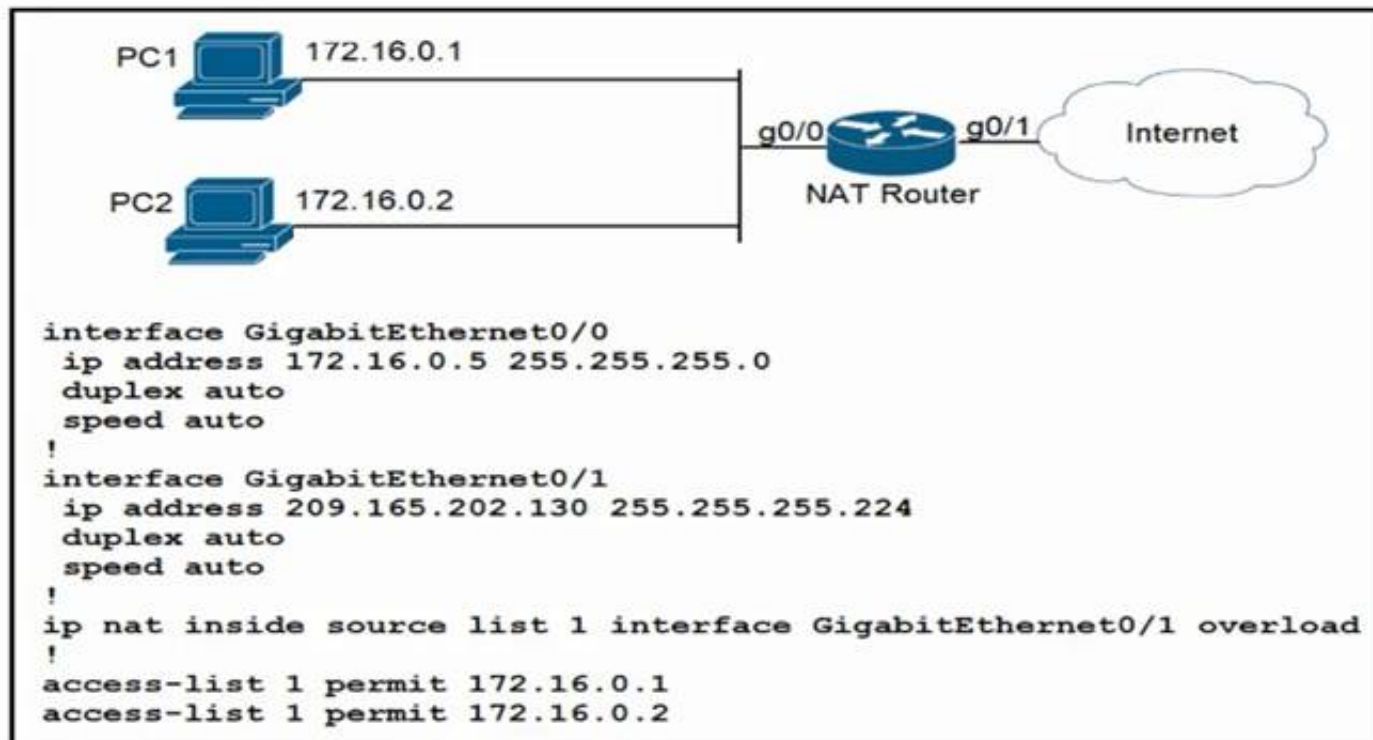 PC1
172.16.0.1
g0/0
g0/1
Internet
NAT Router
PC2
172.16.0.2
interface GigabitEthernet0/0
ip address 172.16.0.5 255.255.255.0
duplex auto
speed auto
!
interface GigabitEthernet0/1
ip address 209.165.202.130 255.255.255.224
duplex auto
speed auto
!
ip nat inside source list 1 interface GigabitEthernet0/1 overload
!
access-list 1 permit 172.16.0.1
access-list 1 permit 172.16.0.2